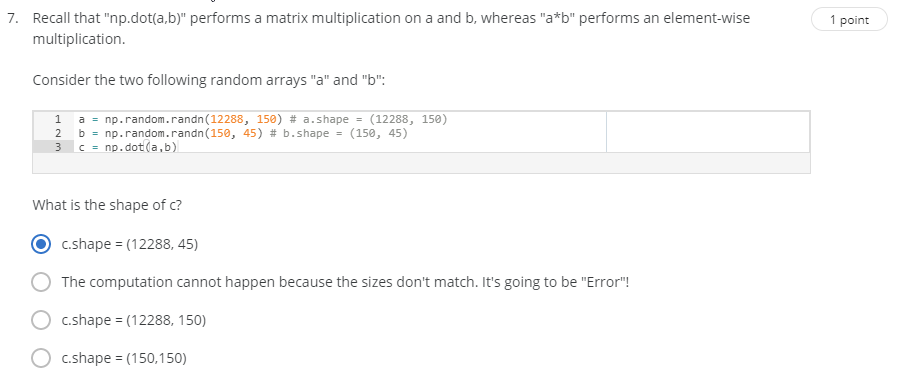 7. Recall that "np.dot(a,b)" performs a matrix multiplication on a and b, whereas "a*b" performs an element-wise
1 point
multiplication.
Consider the two following random arrays "a" and "b":
1 a = np.random.randn(12288, 150) # a.shape = (12288, 150)
2 b = np.random.randn(150, 45) # b.shape = (150, 45)
3 c = np.dot(a,b)
What is the shape of c?
c.shape = (12288, 45)
The computation cannot happen because the sizes don't match. It's going to be "Error"!
c.shape = (12288, 150)
c.shape = (150,150)